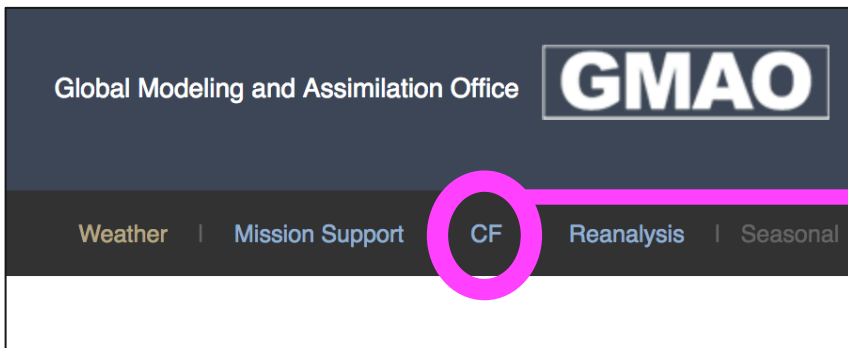 Global Modeling and Assimilation Office GMAO
Weather | Mission Support CF Reanalysis | Seasonal